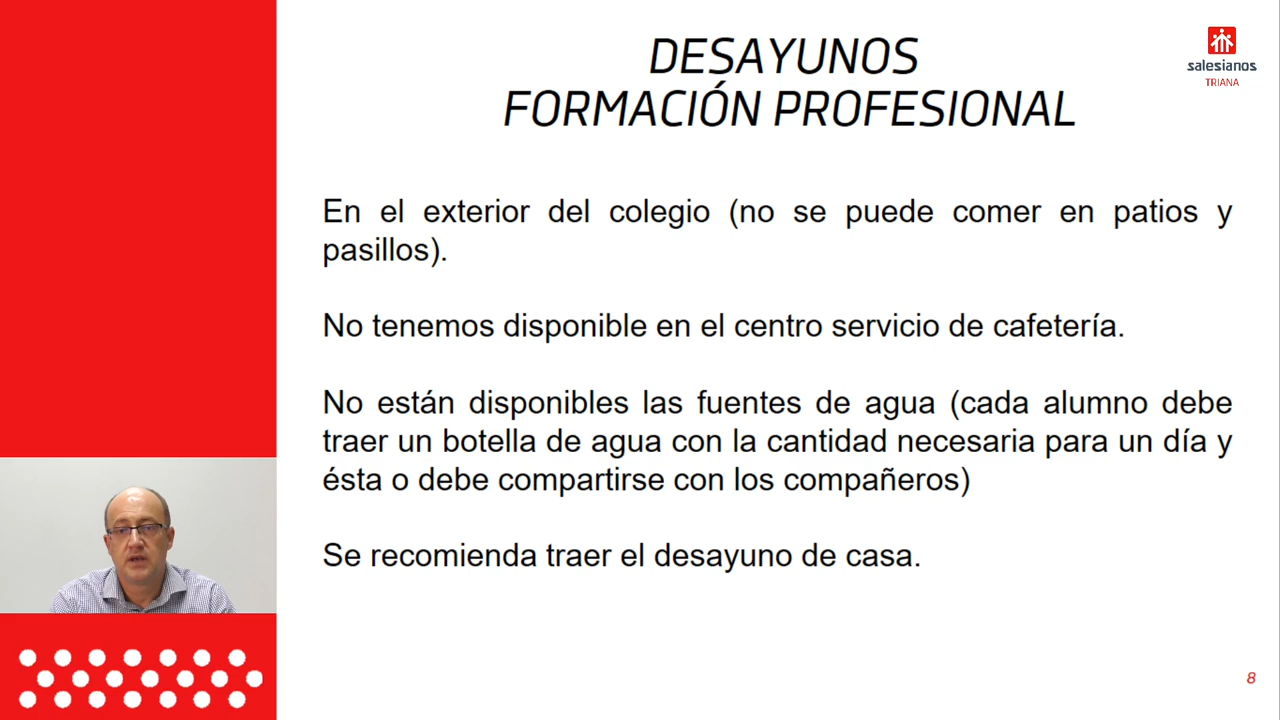 DESAYUNOS
FORMACIÓN PROFESIONAL
salesianos
TRIANA
En el exterior del colegio (no se puede comer en patios y
pasillos).
No tenemos disponible en el centro servicio de cafetería.
No están disponibles las fuentes de agua (cada alumno debe
traer un botella de agua con la cantidad necesaria para un día y
ésta o debe compartirse con los compañeros)
Se recomienda traer el desayuno de casa.
8